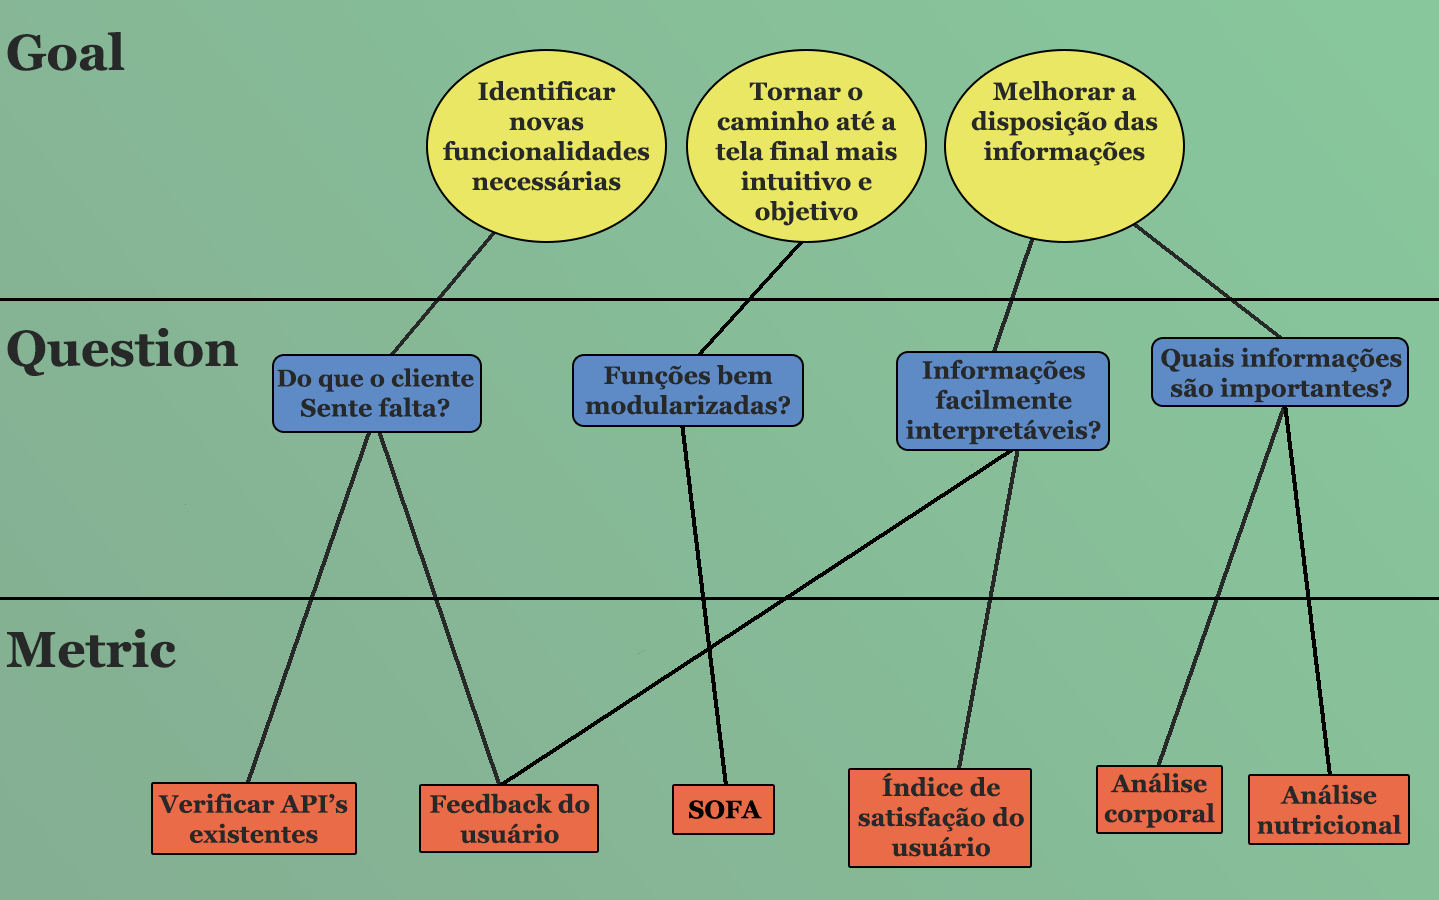 Goal
Identificar
novas
funcionalidades
necessárias
Tornar o
caminho até a
tela final mais
intuitivo e
objetivo
Melhorar a
disposição das
informações
Question
Do que o cliente
Sente falta?
Funções bem
modularizadas?
Informações
facilmente
interpretáveis?
Quais informações
são importantes?
Metric
Verificar API’s
existentes
Feedback do
usuário
SOFA
Índice de
satisfação do
usuário
Análise
corporal
Análise
nutricional